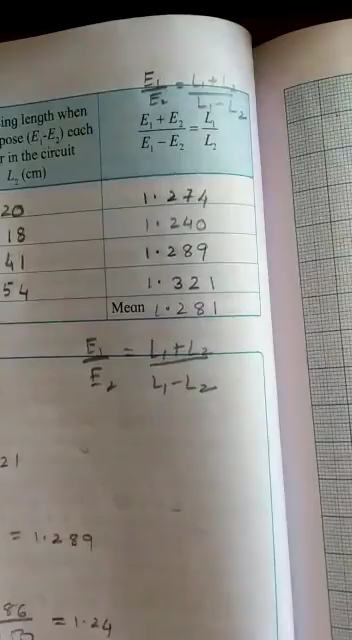 E₁/E₂ = L₁+L₂/L₁-L₂
ing length when
pose (E₁-E₂) each
r in the circuit
L₂ (cm)
E₁ + E₂/E₁ − E₂ = L₁/L₂
20 1.274
18 1.240
41 1.289
54 1.321
Mean 1.281
E₁/E₂ = L₁+L₂/L₁-L₂
21
= 1.289
86 = 1.24